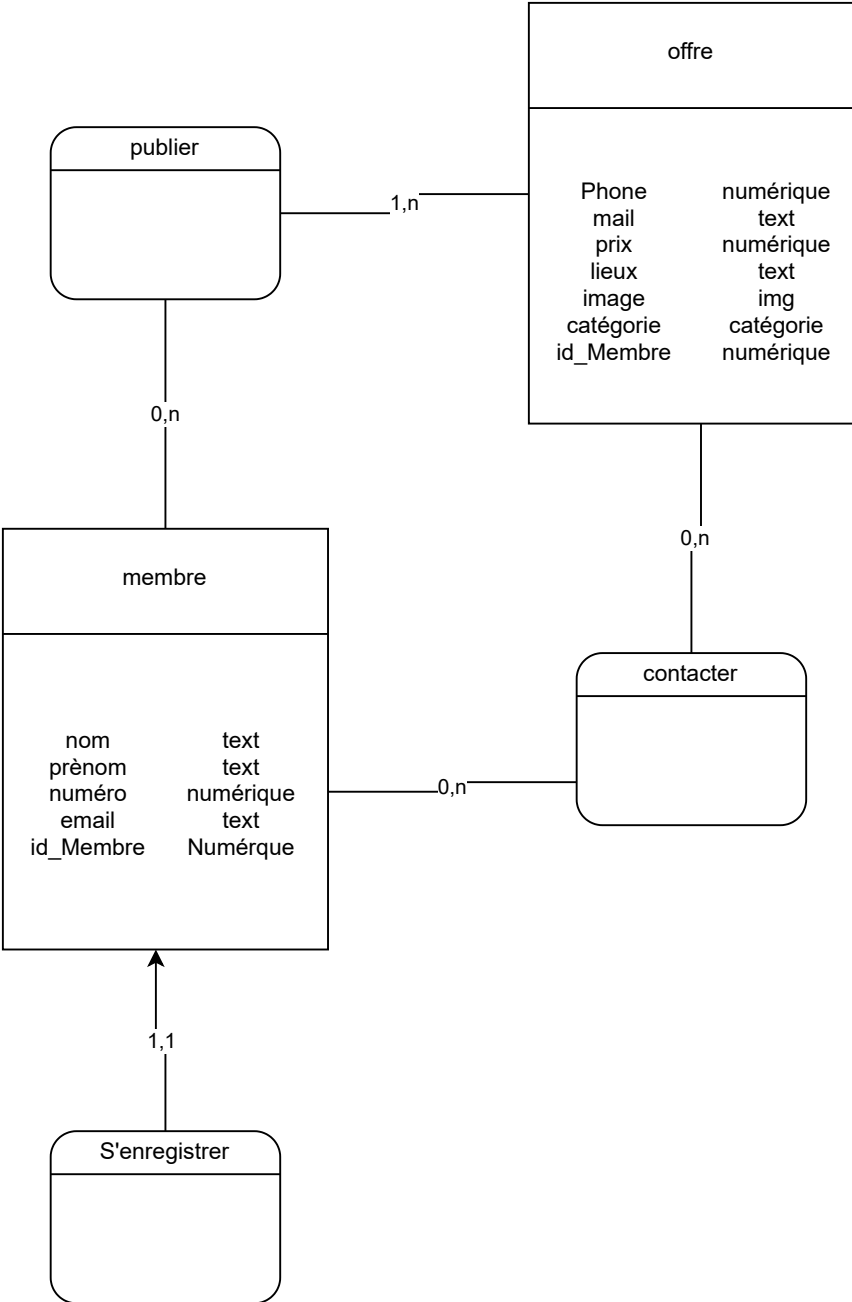 offre
publier
1,n
Phone numérique
mail text
prix numérique
lieux text
image img
catégorie catégorie
id_Membre numérique
0,n
0,n
membre
contacter
nom text
prènom text
numéro numérique
email text
id_Membre Numérque
0,n
1,1
S'enregistrer